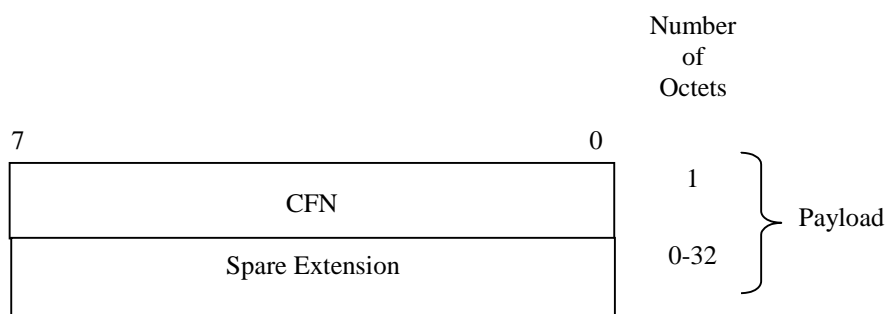 Number
of
Octets
7 0
CFN 1
Payload
Spare Extension 0-32